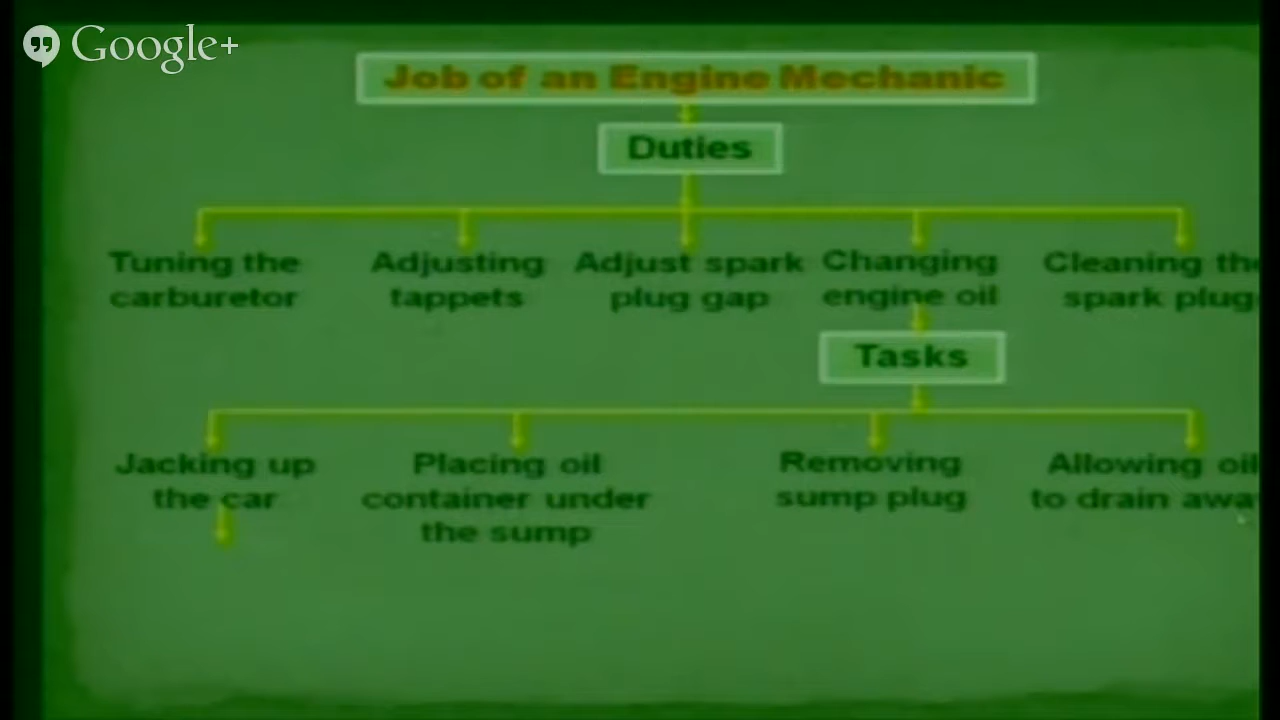 Google+
Job of an Engine Mechanic
Duties
Tuning the
carburetor
Adjusting
tappets
Adjust spark
plug gap
Changing
engine oil
Cleaning the
spark plug
Tasks
Jacking up
the car
Placing oil
container under
the sump
Removing
sump plug
Allowing oil
to drain away